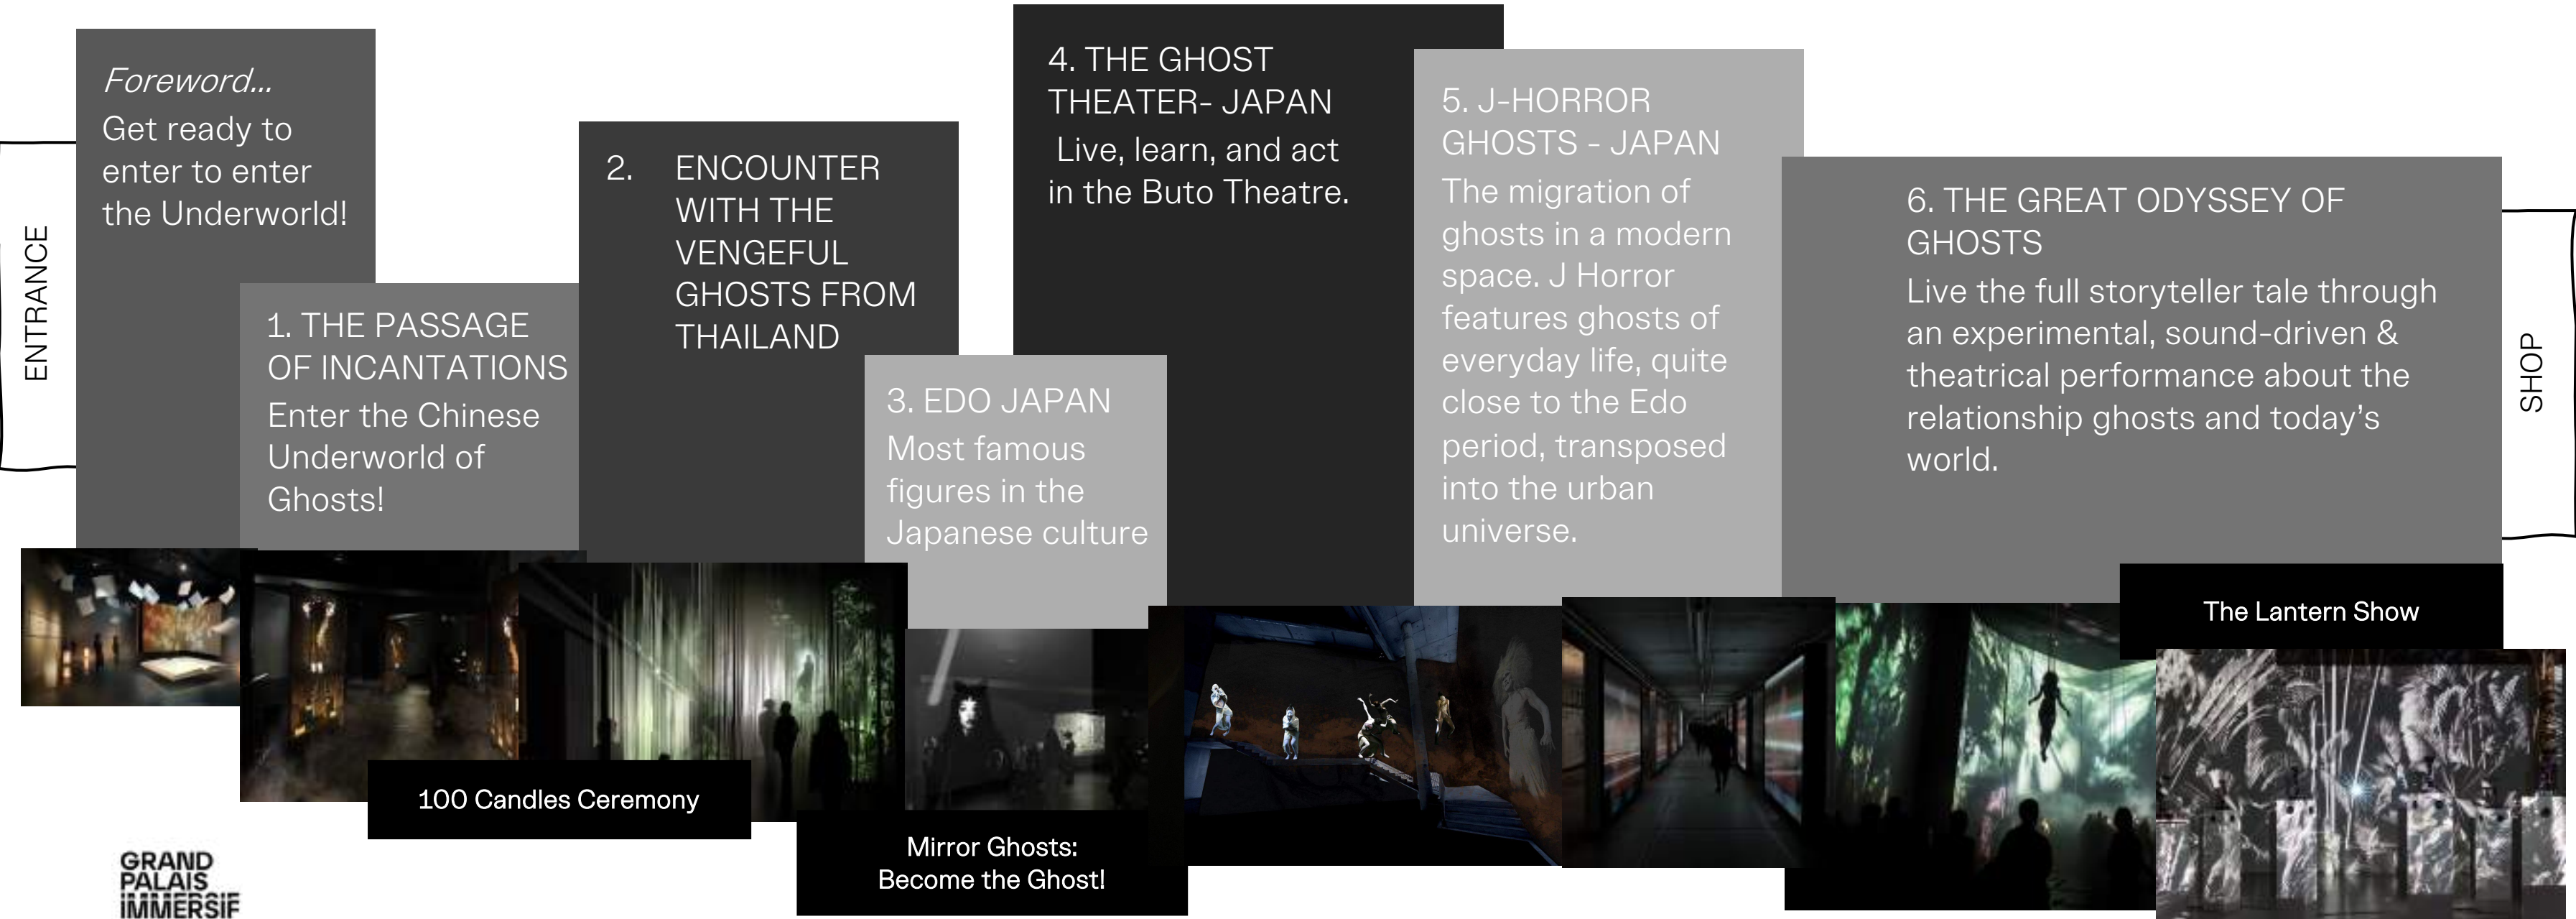 ENTRANCE
Foreword...
Get ready to
enter to enter
the Underworld!
1. THE PASSAGE
OF INCANTATIONS
Enter the Chinese
Underworld of
Ghosts!
2. ENCOUNTER
WITH THE
VENGEFUL
GHOSTS FROM
THAILAND
3. EDO JAPAN
Most famous
figures in the
Japanese culture
4. THE GHOST
THEATER- JAPAN
Live, learn, and act
in the Buto Theatre.
5. J-HORROR
GHOSTS - JAPAN
The migration of
ghosts in a modern
space. J Horror
features ghosts of
everyday life, quite
close to the Edo
period, transposed
into the urban
universe.
6. THE GREAT ODYSSEY OF
GHOSTS
Live the full storyteller tale through
an experimental, sound-driven &
theatrical performance about the
relationship ghosts and today's
world.
SHOP
The Lantern Show
100 Candles Ceremony
Mirror Ghosts:
Become the Ghost!
GRAND
PALAIS
IMMERSIF